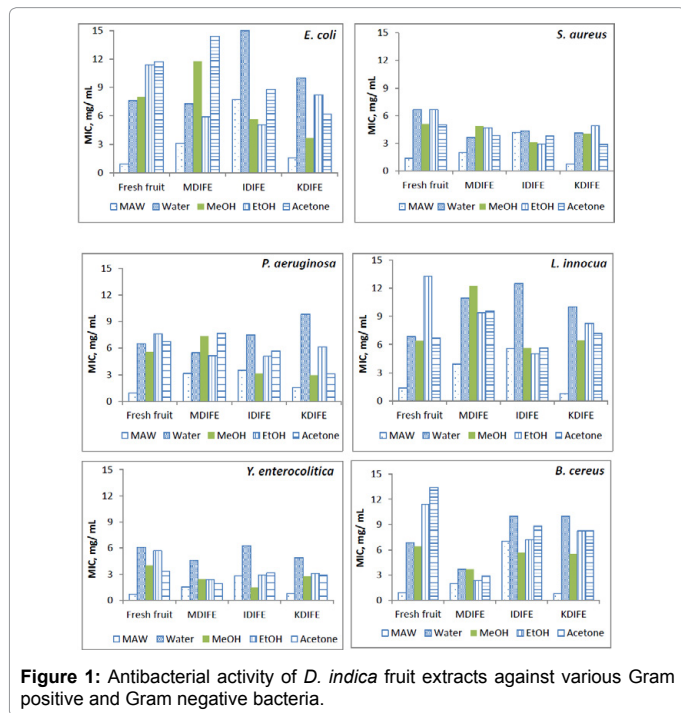 E. coli
15
12
9
6
3
0
MIC, mg/ mL
Fresh fruit MDIFE IDIFE KDIFE
MAW Water MeOH EtOH Acetone
S. aureus
15
12
9
6
3
0
MIC, mg/ mL
Fresh fruit MDIFE IDIFE KDIFE
MAW Water MeOH EtOH Acetone
P. aeruginosa
15
12
9
6
3
0
MIC, mg/ mL
Fresh fruit MDIFE IDIFE KDIFE
MAW Water MeOH EtOH Acetone
L. innocua
15
12
9
6
3
0
MIC, mg/ mL
Fresh fruit MDIFE IDIFE KDIFE
MAW Water MeOH EtOH Acetone
Y. enterocolitica
15
12
9
6
3
0
MIC, mg/ mL
Fresh fruit MDIFE IDIFE KDIFE
MAW Water MeOH EtOH Acetone
B. cereus
15
12
9
6
3
0
MIC, mg/ mL
Fresh fruit MDIFE IDIFE KDIFE
MAW Water MeOH EtOH Acetone
Figure 1: Antibacterial activity of D. indica fruit extracts against various Gram
positive and Gram negative bacteria.